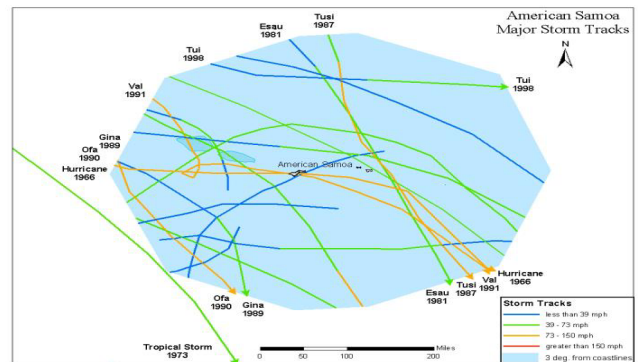 American Samoa
Major Storm Tracks
N
Tusi
1987
Esau
1981
Tui
1998
Tui
1998
Val
1991
Gina
1989
Ofa
1990
Hurricane
1966
American Samoa
Ofa
1990
Gina
1989
Esau
1981
Tusi
1987
Val
1991
Hurricane
1966
Tropical Storm
1973
0
50
100
200
Miles
Storm Tracks
less than 39 mph
39 - 73 mph
73 - 150 mph
greater than 150 mph
3 deg. from coastlines